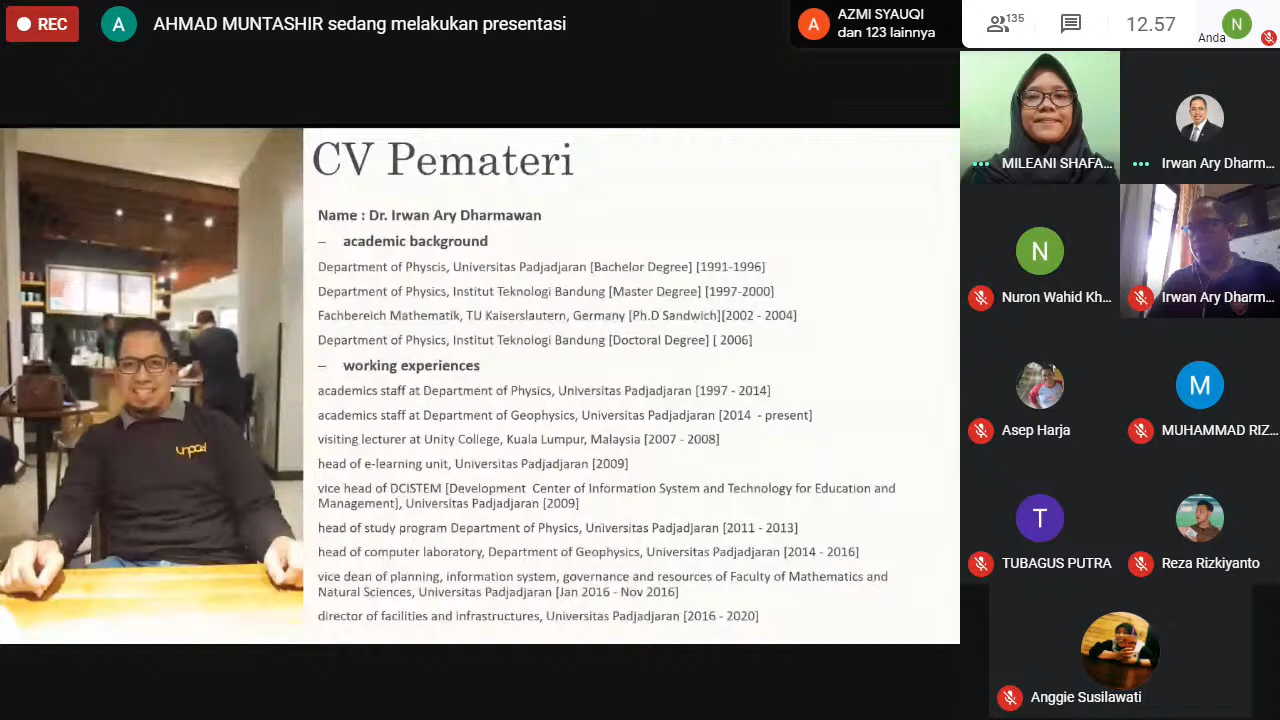 REC
A
AHMAD MUNTASHIR sedang melakukan presentasi
A
AZMI SYAUQI
dan 123 lainnya
135
12.57
Anda
N
CV Pemateri
Name : Dr. Irwan Ary Dharmawan
– academic background
Department of Physcis, Universitas Padjadjaran [Bachelor Degree] [1991-1996]
Department of Physics, Institut Teknologi Bandung [Master Degree] [1997-2000]
Fachbereich Mathematik, TU Kaiserslautern, Germany [Ph.D Sandwich][2002 - 2004]
Department of Physics, Institut Teknologi Bandung [Doctoral Degree] [ 2006]
– working experiences
academics staff at Department of Physics, Universitas Padjadjaran [1997 - 2014]
academics staff at Department of Geophysics, Universitas Padjadjaran [2014 - present]
visiting lecturer at Unity College, Kuala Lumpur, Malaysia [2007 - 2008]
head of e-learning unit, Universitas Padjadjaran [2009]
vice head of DCISTEM [Development Center of Information System and Technology for Education and
Management], Universitas Padjadjaran [2009]
head of study program Department of Physics, Universitas Padjadjaran [2011 - 2013]
head of computer laboratory, Department of Geophysics, Universitas Padjadjaran [2014 - 2016]
vice dean of planning, information system, governance and resources of Faculty of Mathematics and
Natural Sciences, Universitas Padjadjaran [Jan 2016 - Nov 2016]
director of facilities and infrastructures, Universitas Padjadjaran [2016 - 2020]
unpad
MILEANI SHAFA...
Irwan Ary Dharm...
N
Nuron Wahid Kh...
Irwan Ary Dharm...
Asep Harja
M
MUHAMMAD RIZ...
T
TUBAGUS PUTRA
Reza Rizkiyanto
Anggie Susilawati